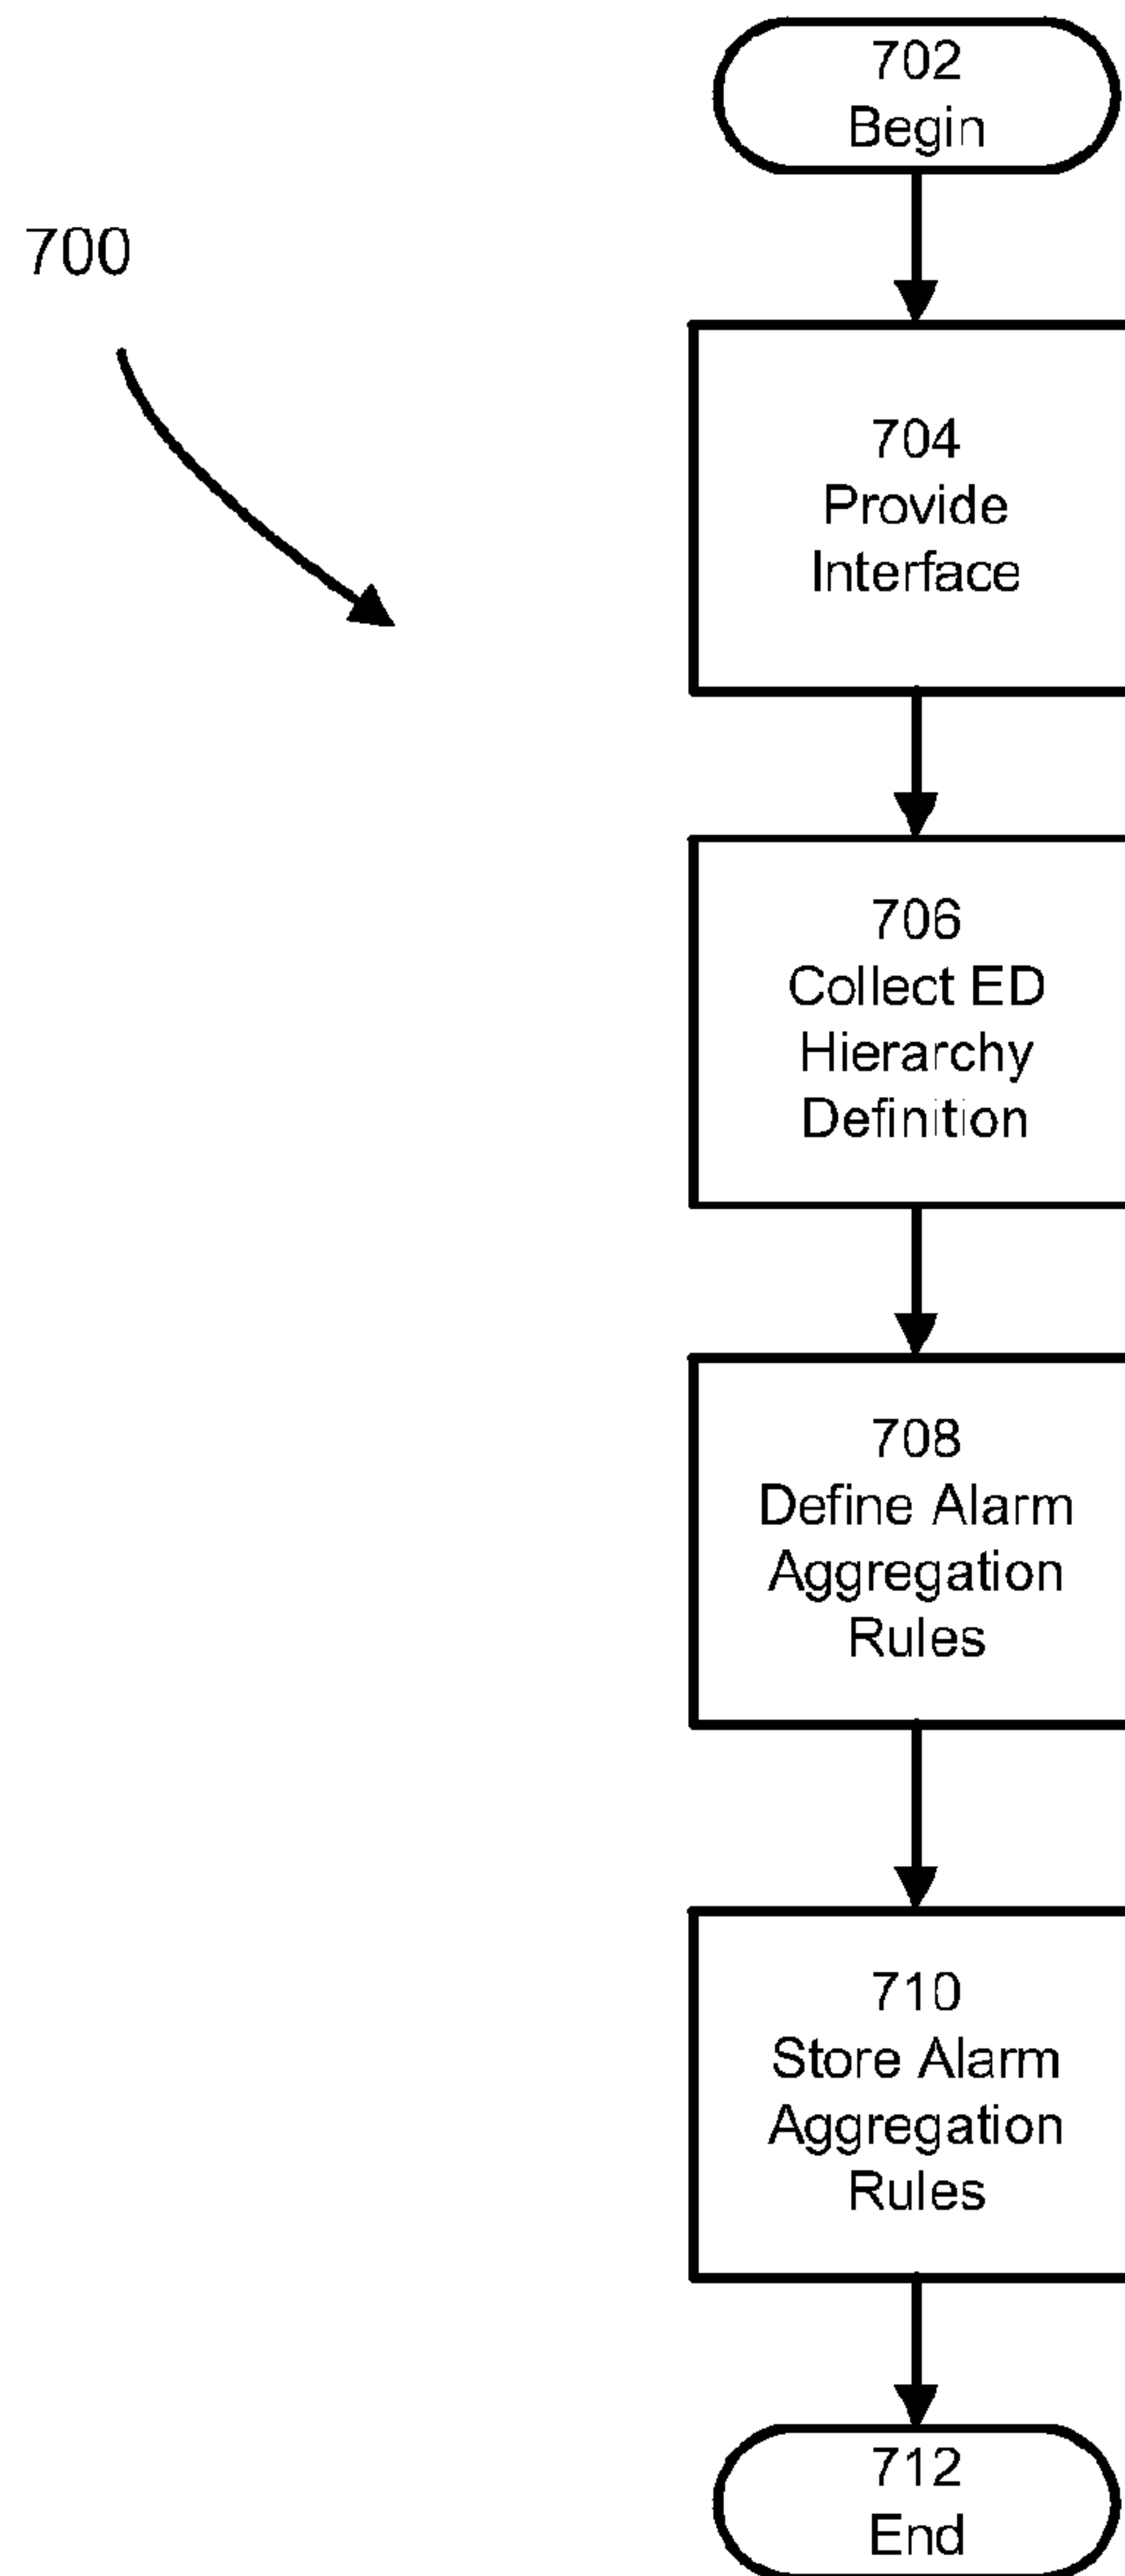 702
Begin
700
704
Provide
Interface
706
Collect ED
Hierarchy
Definition
708
Define Alarm
Aggregation
Rules
710
Store Alarm
Aggregation
Rules
712
End